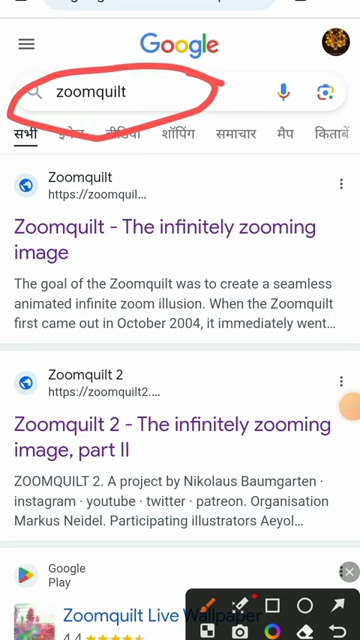 Google
zoomquilt
सभी इमेज वीडियो शॉपिंग समाचार मैप किताबें
Zoomquilt
https://zoomquil...
Zoomquilt - The infinitely zooming
image
The goal of the Zoomquilt was to create a seamless
animated infinite zoom illusion. When the Zoomquilt
first came out in October 2004, it immediately went...
Zoomquilt 2
https://zoomquilt2....
Zoomquilt 2 - The infinitely zooming
image, part II
ZOOMQUILT 2. A project by Nikolaus Baumgarten ·
instagram · youtube · twitter · patreon. Organisation
Markus Neidel. Participating illustrators Aeyol...
Google
Play
Zoomquilt Live Wallpaper
4.4